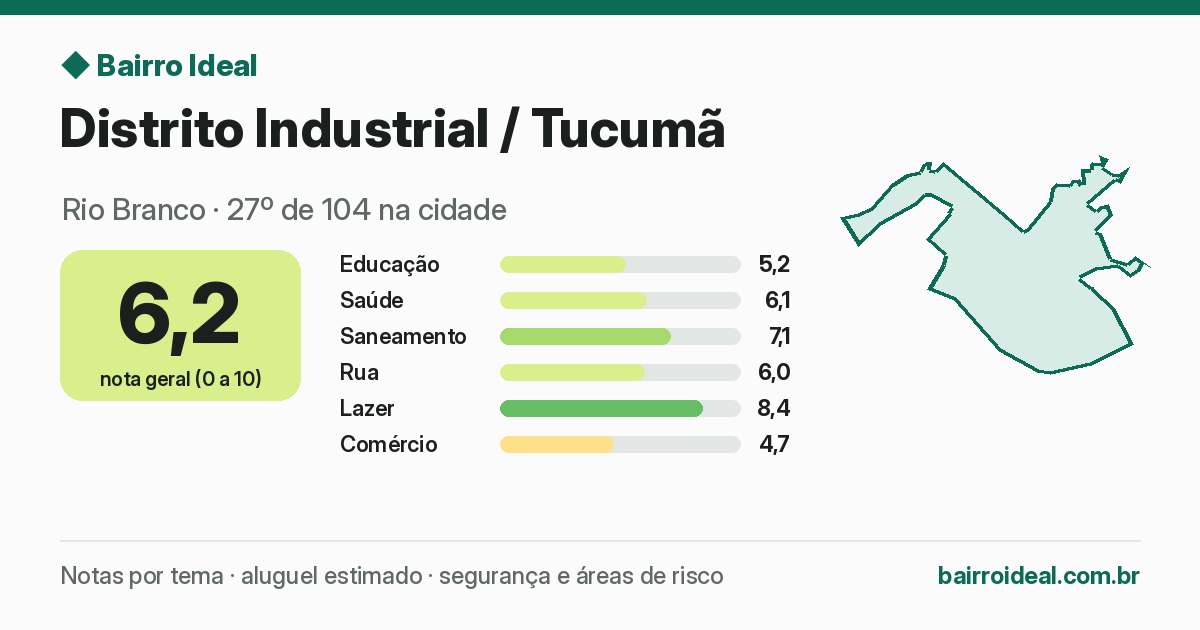 Bairro Ideal
Distrito Industrial / Tucumã
Rio Branco · 27º de 104 na cidade
6,2
nota geral (0 a 10)
Educação 5,2
Saúde 6,1
Saneamento 7,1
Rua 6,0
Lazer 8,4
Comércio 4,7
Notas por tema · aluguel estimado · segurança e áreas de risco
bairroideal.com.br